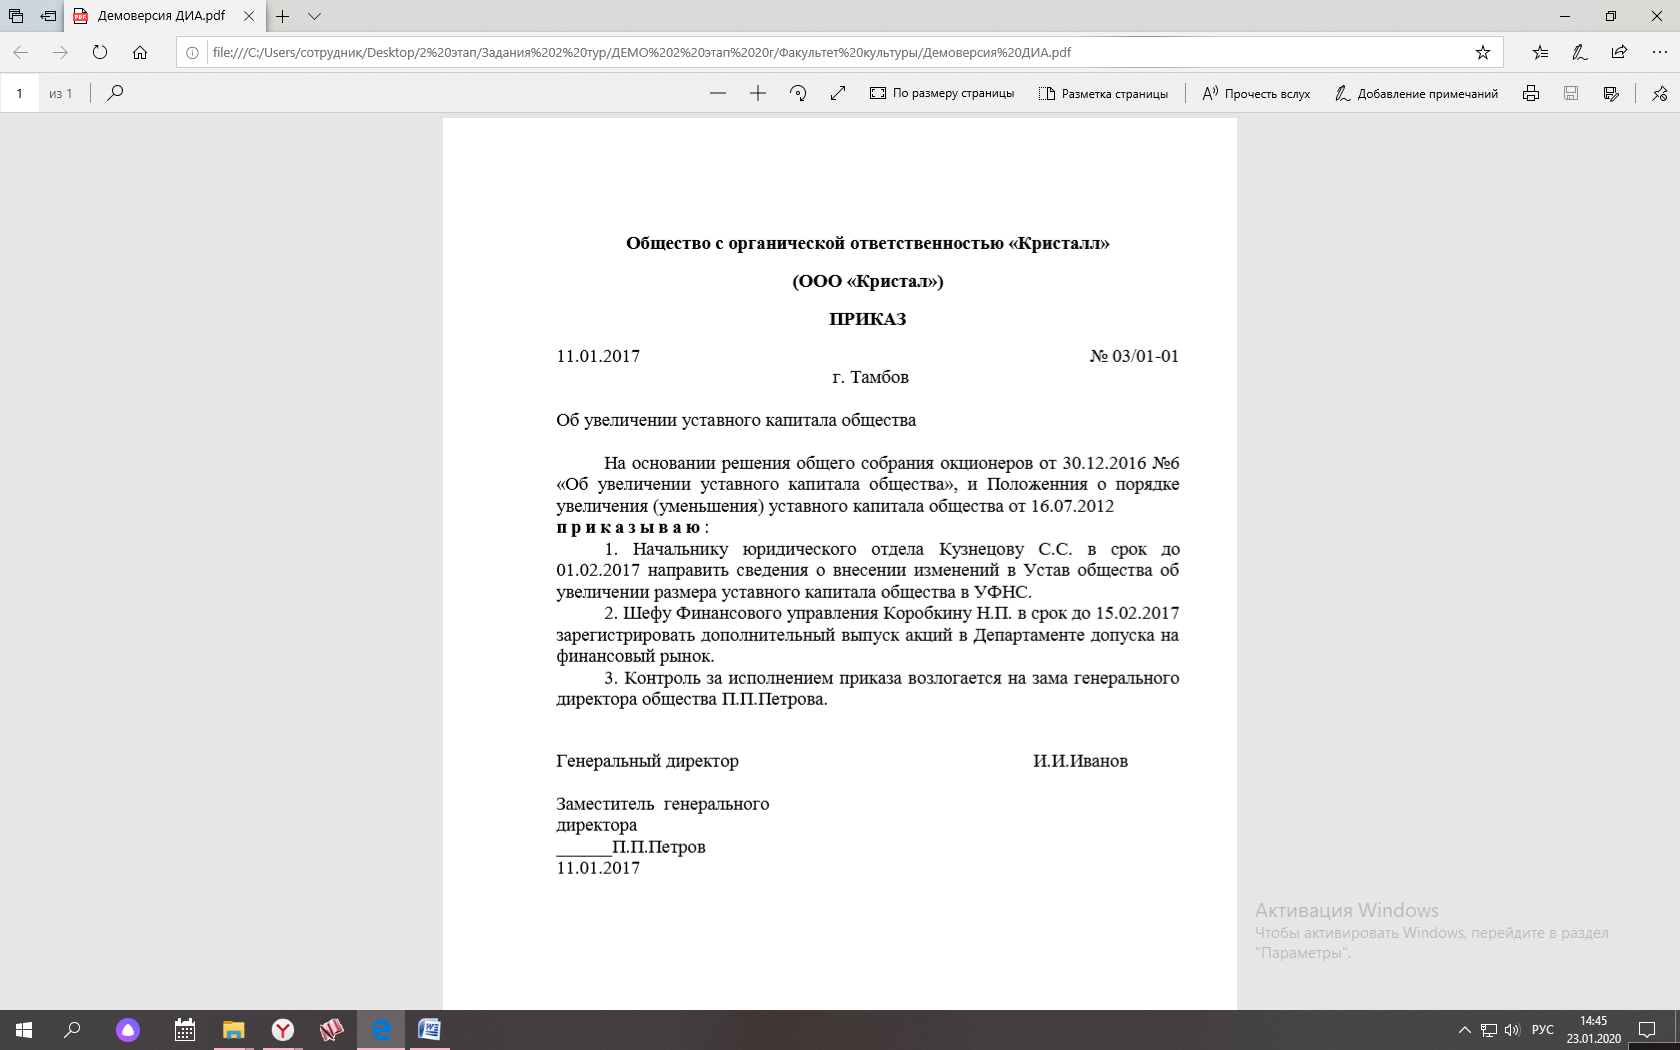 Демоверсия ДИА.pdf
file:///C:/Users/сотрудник/Desktop/2%20этап/Задания%202%20тур/ДЕМО%202%20этап%2020г/Факультет%20культуры/Демоверсия%20ДИА.pdf
1 из 1 По размеру страницы Разметка страницы Прочесть вслух Добавление примечаний
Общество с органической ответственностью «Кристалл»
(ООО «Кристал»)
ПРИКАЗ
11.01.2017 № 03/01-01
г. Тамбов
Об увеличении уставного капитала общества
На основании решения общего собрания окционеров от 30.12.2016 №6
«Об увеличении уставного капитала общества», и Положенния о порядке
увеличения (уменьшения) уставного капитала общества от 16.07.2012
п р и к а з ы в а ю :
1. Начальнику юридического отдела Кузнецову С.С. в срок до
01.02.2017 направить сведения о внесении изменений в Устав общества об
увеличении размера уставного капитала общества в УФНС.
2. Шефу Финансового управления Коробкину Н.П. в срок до 15.02.2017
зарегистрировать дополнительный выпуск акций в Департаменте допуска на
финансовый рынок.
3. Контроль за исполнением приказа возлогается на зама генерального
директора общества П.П.Петрова.
Генеральный директор И.И.Иванов
Заместитель генерального
директора
______П.П.Петров
11.01.2017
Активация Windows
Чтобы активировать Windows, перейдите в раздел
"Параметры".
РУС
14:45
23.01.2020